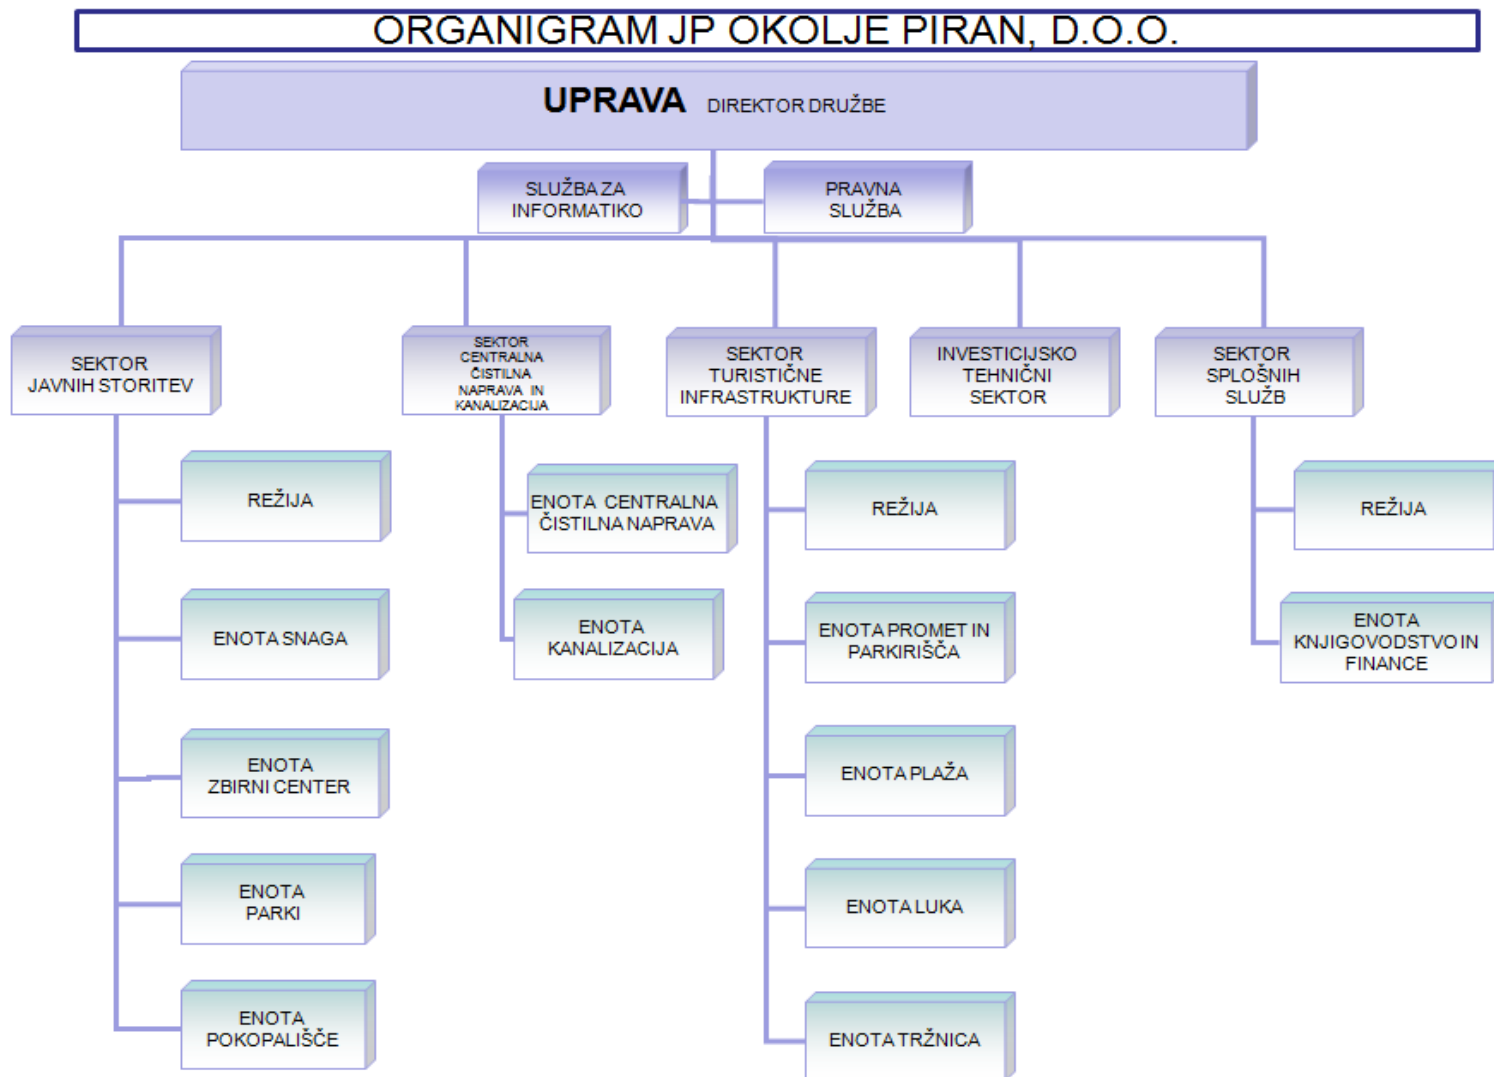 ORGANIGRAM JP OKOLJE PIRAN, D.O.O.
UPRAVA DIREKTOR DRUŽBE
SLUŽBA ZA
INFORMATIKO
PRAVNA
SLUŽBA
SEKTOR
JAVNIH STORITEV
SEKTOR
CENTRALNA
ČISTILNA
NAPRAVA IN
KANALIZACIJA
SEKTOR
TURISTIČNE
INFRASTRUKTURE
INVESTICIJSKO
TEHNIČNI
SEKTOR
SEKTOR
SPLOŠNIH
SLUŽB
REŽIJA
ENOTA SNAGA
ENOTA
ZBIRNI CENTER
ENOTA
PARKI
ENOTA
POKOPALIŠČE
ENOTA CENTRALNA
ČISTILNA NAPRAVA
ENOTA
KANALIZACIJA
REŽIJA
ENOTA PROMET IN
PARKIRIŠČA
ENOTA PLAŽA
ENOTA LUKA
ENOTA TRŽNICA
REŽIJA
ENOTA
KNJIGOVODSTVO IN
FINANCE